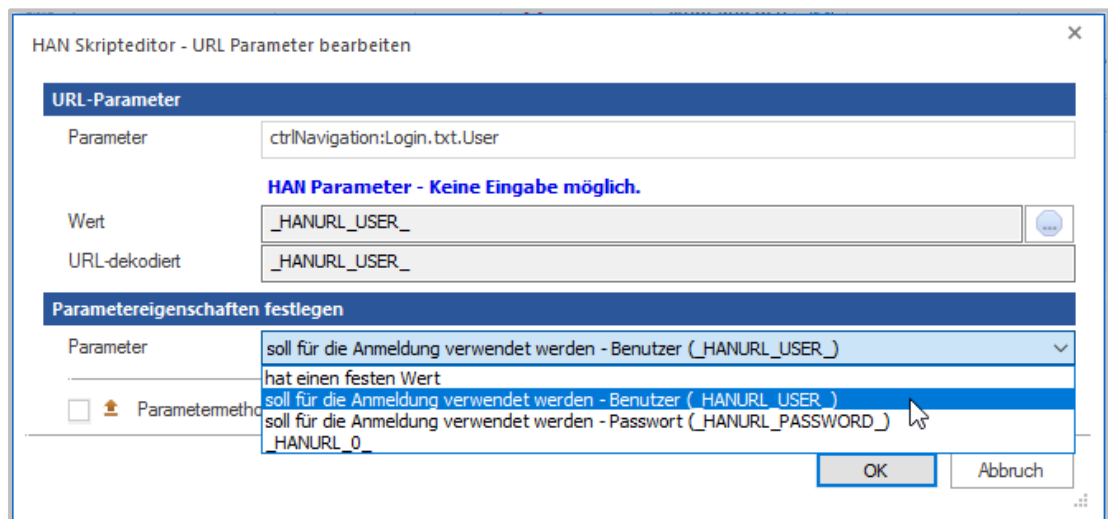 HAN Skripteditor - URL Parameter bearbeiten
URL-Parameter
Parameter ctrlNavigation:Login.txt.User
HAN Parameter - Keine Eingabe möglich.
Wert _HANURL_USER_ ...
URL-dekodiert _HANURL_USER_
Parametereigenschaften festlegen
Parameter soll für die Anmeldung verwendet werden - Benutzer (_HANURL_USER_)
hat einen festen Wert
soll für die Anmeldung verwendet werden - Benutzer (_HANURL_USER_)
Parametermetho
soll für die Anmeldung verwendet werden - Passwort (_HANURL_PASSWORD_)
_HANURL_0_
OK Abbruch